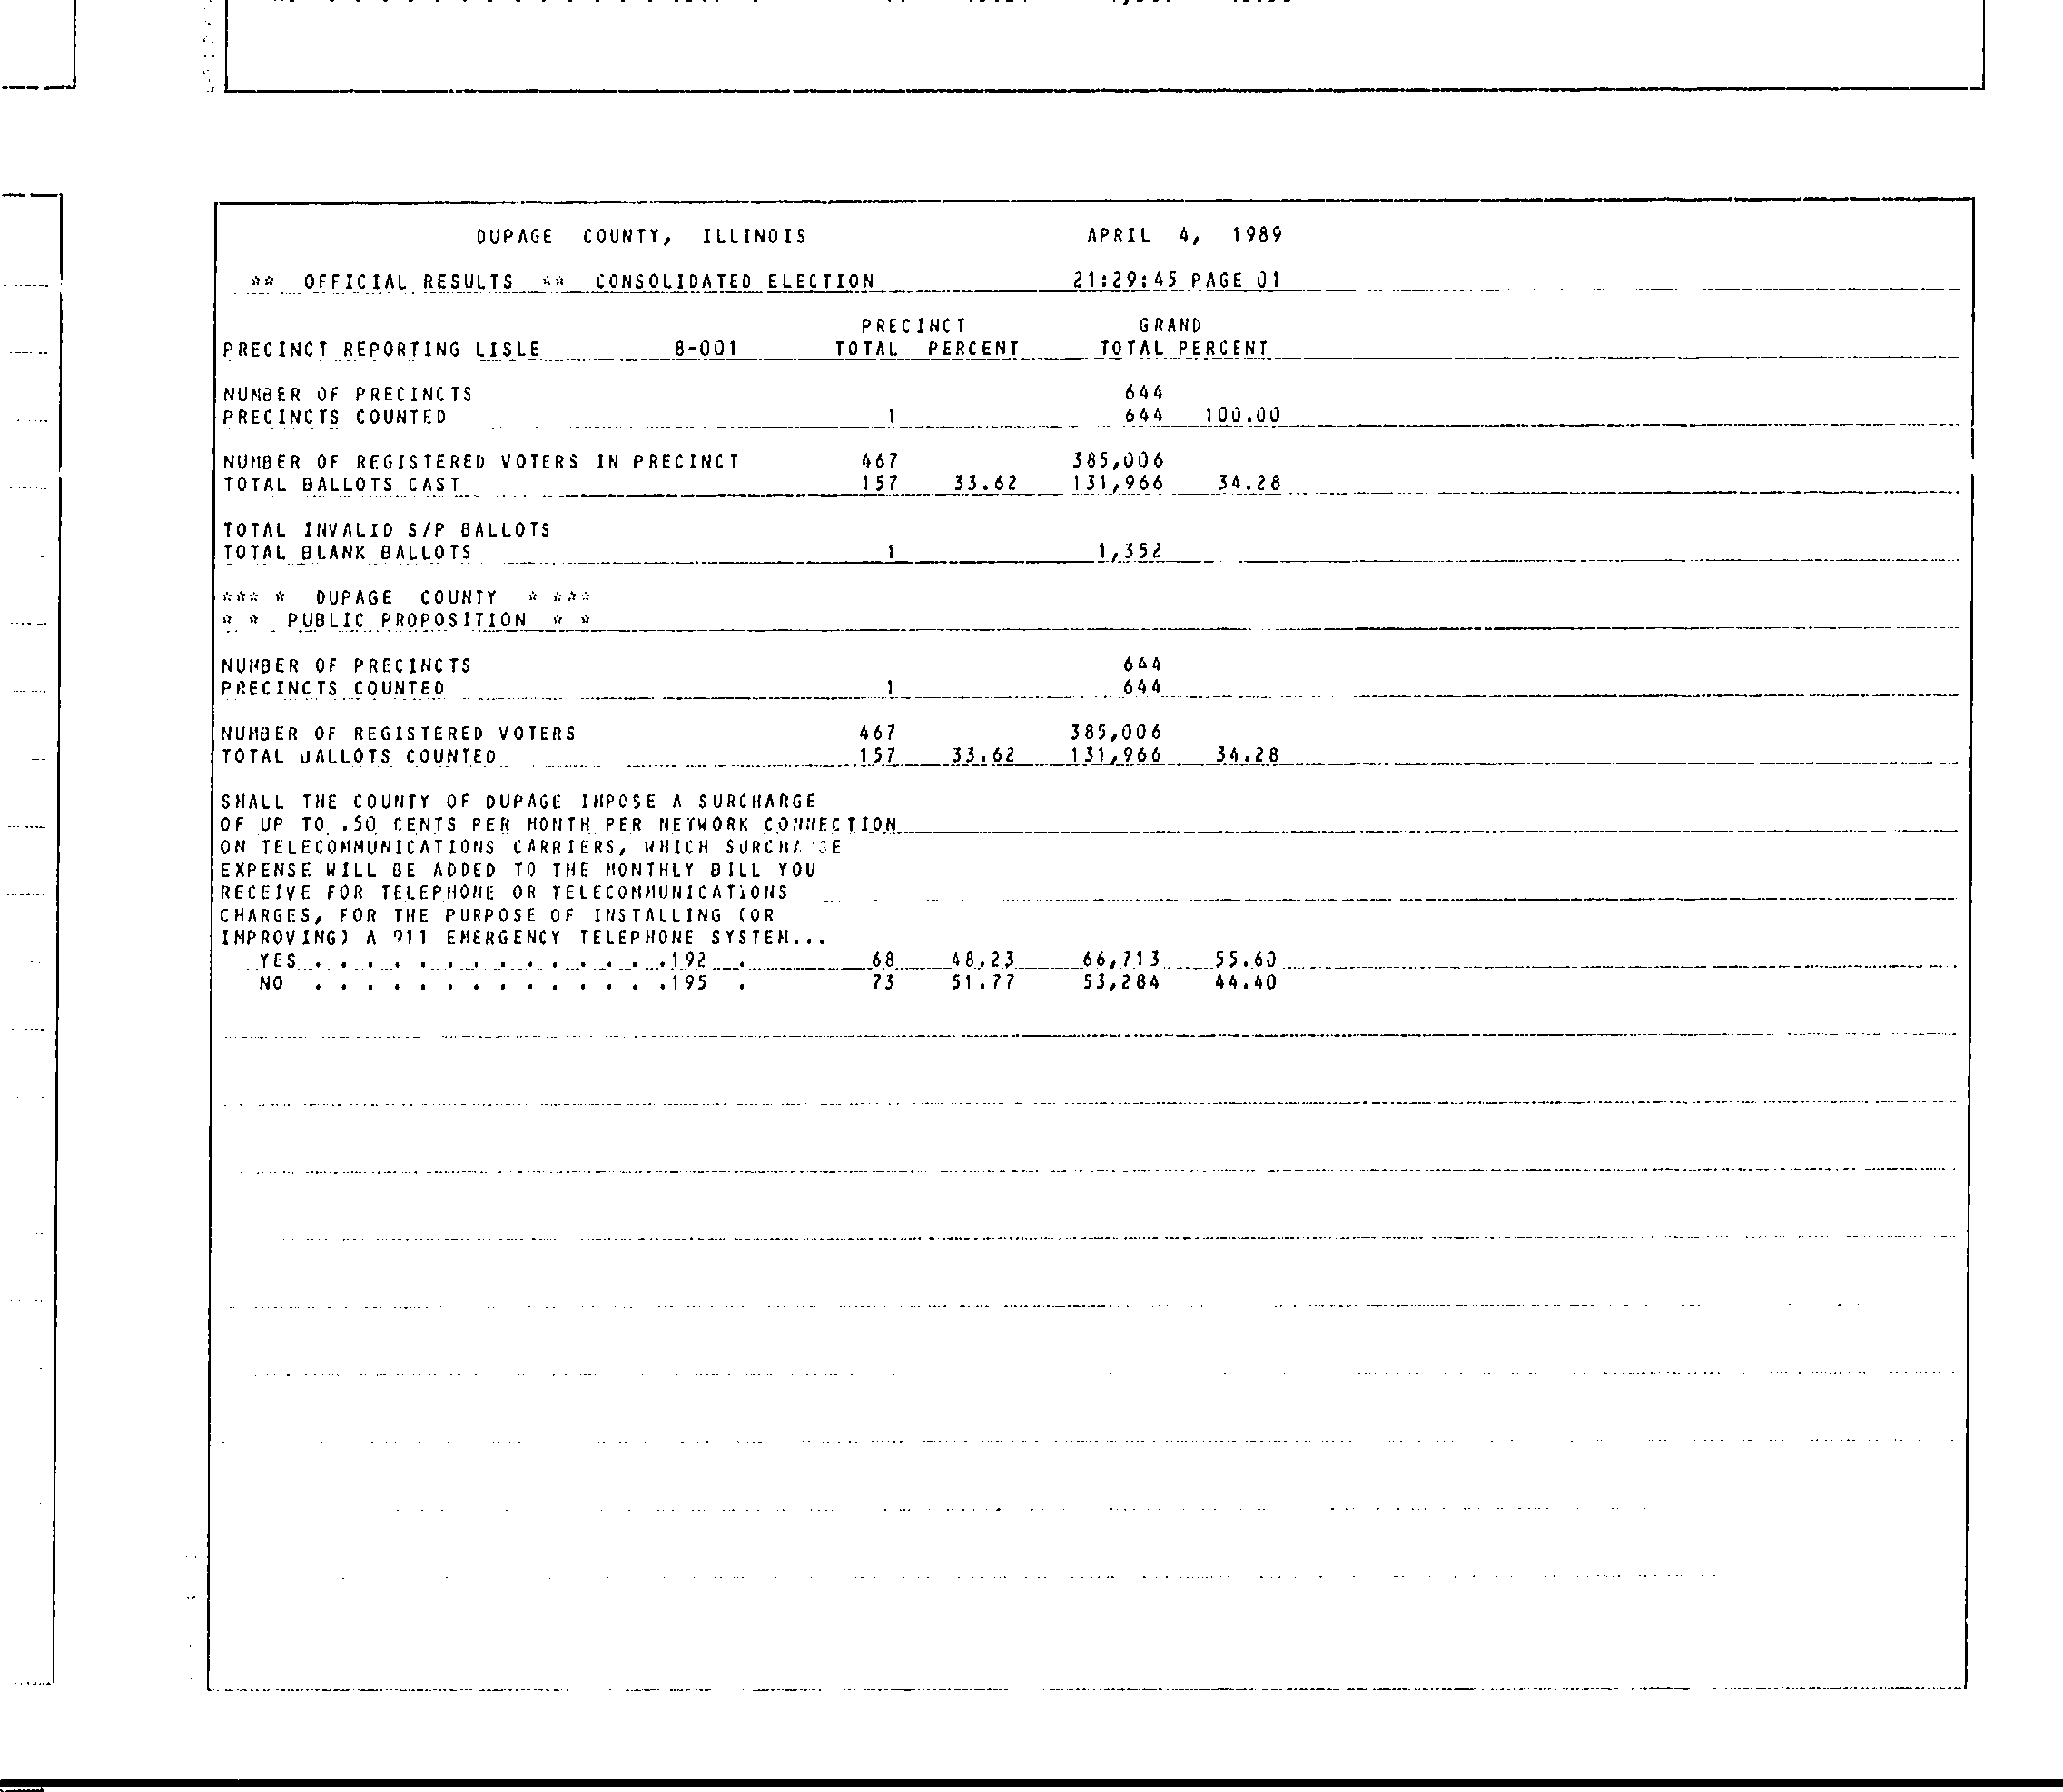 DUPAGE COUNTY, ILLINOIS APRIL 4, 1989
** OFFICIAL RESULTS ** CONSOLIDATED ELECTION 21:29:45 PAGE 01
PRECINCT GRAND
PRECINCT REPORTING LISLE 8-001 TOTAL PERCENT TOTAL PERCENT
NUMBER OF PRECINCTS 644
PRECINCTS COUNTED 1 644 100.00
NUMBER OF REGISTERED VOTERS IN PRECINCT 467 385,006
TOTAL BALLOTS CAST 157 33.62 131,966 34.28
TOTAL INVALID S/P BALLOTS
TOTAL BLANK BALLOTS 1 1,352
*** * DUPAGE COUNTY * ***
* * PUBLIC PROPOSITION * *
NUMBER OF PRECINCTS 644
PRECINCTS COUNTED 1 644
NUMBER OF REGISTERED VOTERS 467 385,006
TOTAL BALLOTS COUNTED 157 33.62 131,966 34.28
SHALL THE COUNTY OF DUPAGE IMPOSE A SURCHARGE
OF UP TO .50 CENTS PER MONTH PER NETWORK CONNECTION
ON TELECOMMUNICATIONS CARRIERS, WHICH SURCHARGE
EXPENSE WILL BE ADDED TO THE MONTHLY BILL YOU
RECEIVE FOR TELEPHONE OR TELECOMMUNICATIONS
CHARGES, FOR THE PURPOSE OF INSTALLING (OR
IMPROVING) A 911 EMERGENCY TELEPHONE SYSTEM...
YES . . . . . . . . . . . . . .192 . 68 48.23 66,713 55.60
NO . . . . . . . . . . . . . .195 . 73 51.77 53,284 44.40